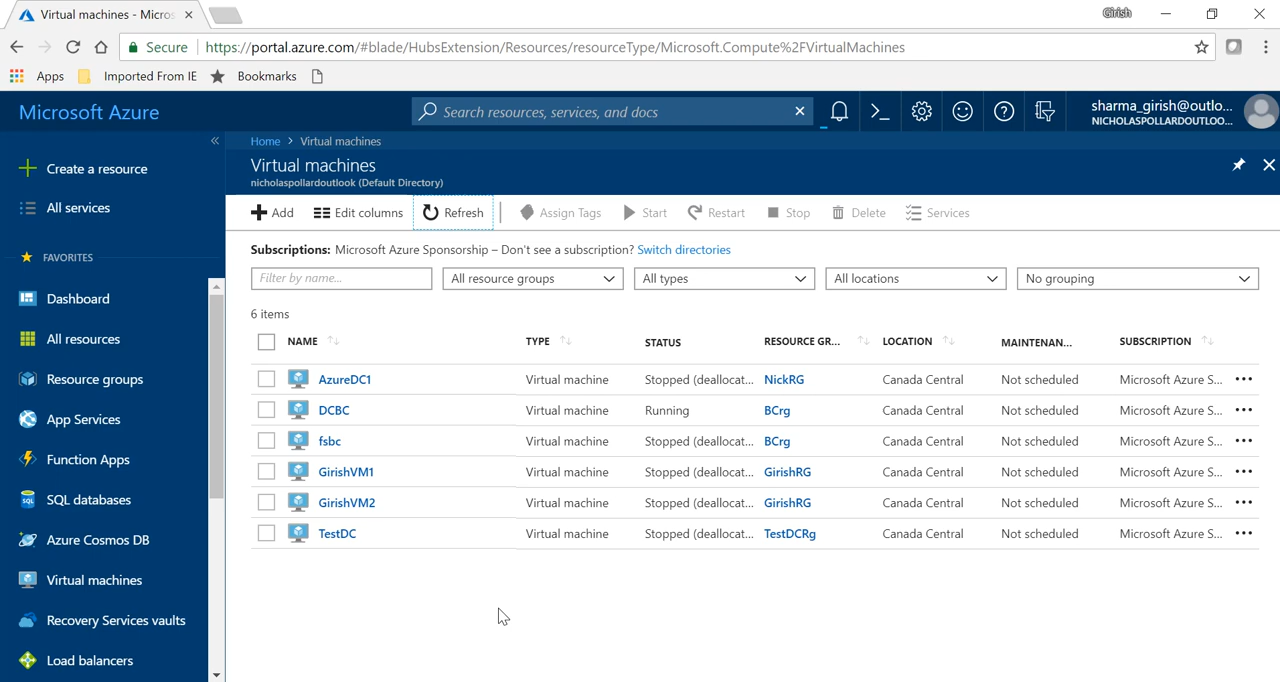 Virtual machines - Micros
Girish
Secure https://portal.azure.com/#blade/HubsExtension/Resources/resourceType/Microsoft.Compute%2FVirtualMachines
Apps Imported From IE Bookmarks
Microsoft Azure
Search resources, services, and docs
sharma_girish@outlo...
NICHOLASPOLLARDOUTLOO...
Create a resource
All services
FAVORITES
Dashboard
All resources
Resource groups
App Services
Function Apps
SQL databases
Azure Cosmos DB
Virtual machines
Recovery Services vaults
Load balancers
Home > Virtual machines
Virtual machines
nicholaspollardoutlook (Default Directory)
Add Edit columns Refresh Assign Tags Start Restart Stop Delete Services
Subscriptions: Microsoft Azure Sponsorship – Don't see a subscription? Switch directories
Filter by name... All resource groups All types All locations No grouping
6 items
NAME TYPE STATUS RESOURCE GR... LOCATION MAINTENAN... SUBSCRIPTION
AzureDC1 Virtual machine Stopped (deallocat... NickRG Canada Central Not scheduled Microsoft Azure S...
DCBC Virtual machine Running BCrg Canada Central Not scheduled Microsoft Azure S...
fsbc Virtual machine Stopped (deallocat... BCrg Canada Central Not scheduled Microsoft Azure S...
GirishVM1 Virtual machine Stopped (deallocat... GirishRG Canada Central Not scheduled Microsoft Azure S...
GirishVM2 Virtual machine Stopped (deallocat... GirishRG Canada Central Not scheduled Microsoft Azure S...
TestDC Virtual machine Stopped (deallocat... TestDCRg Canada Central Not scheduled Microsoft Azure S...